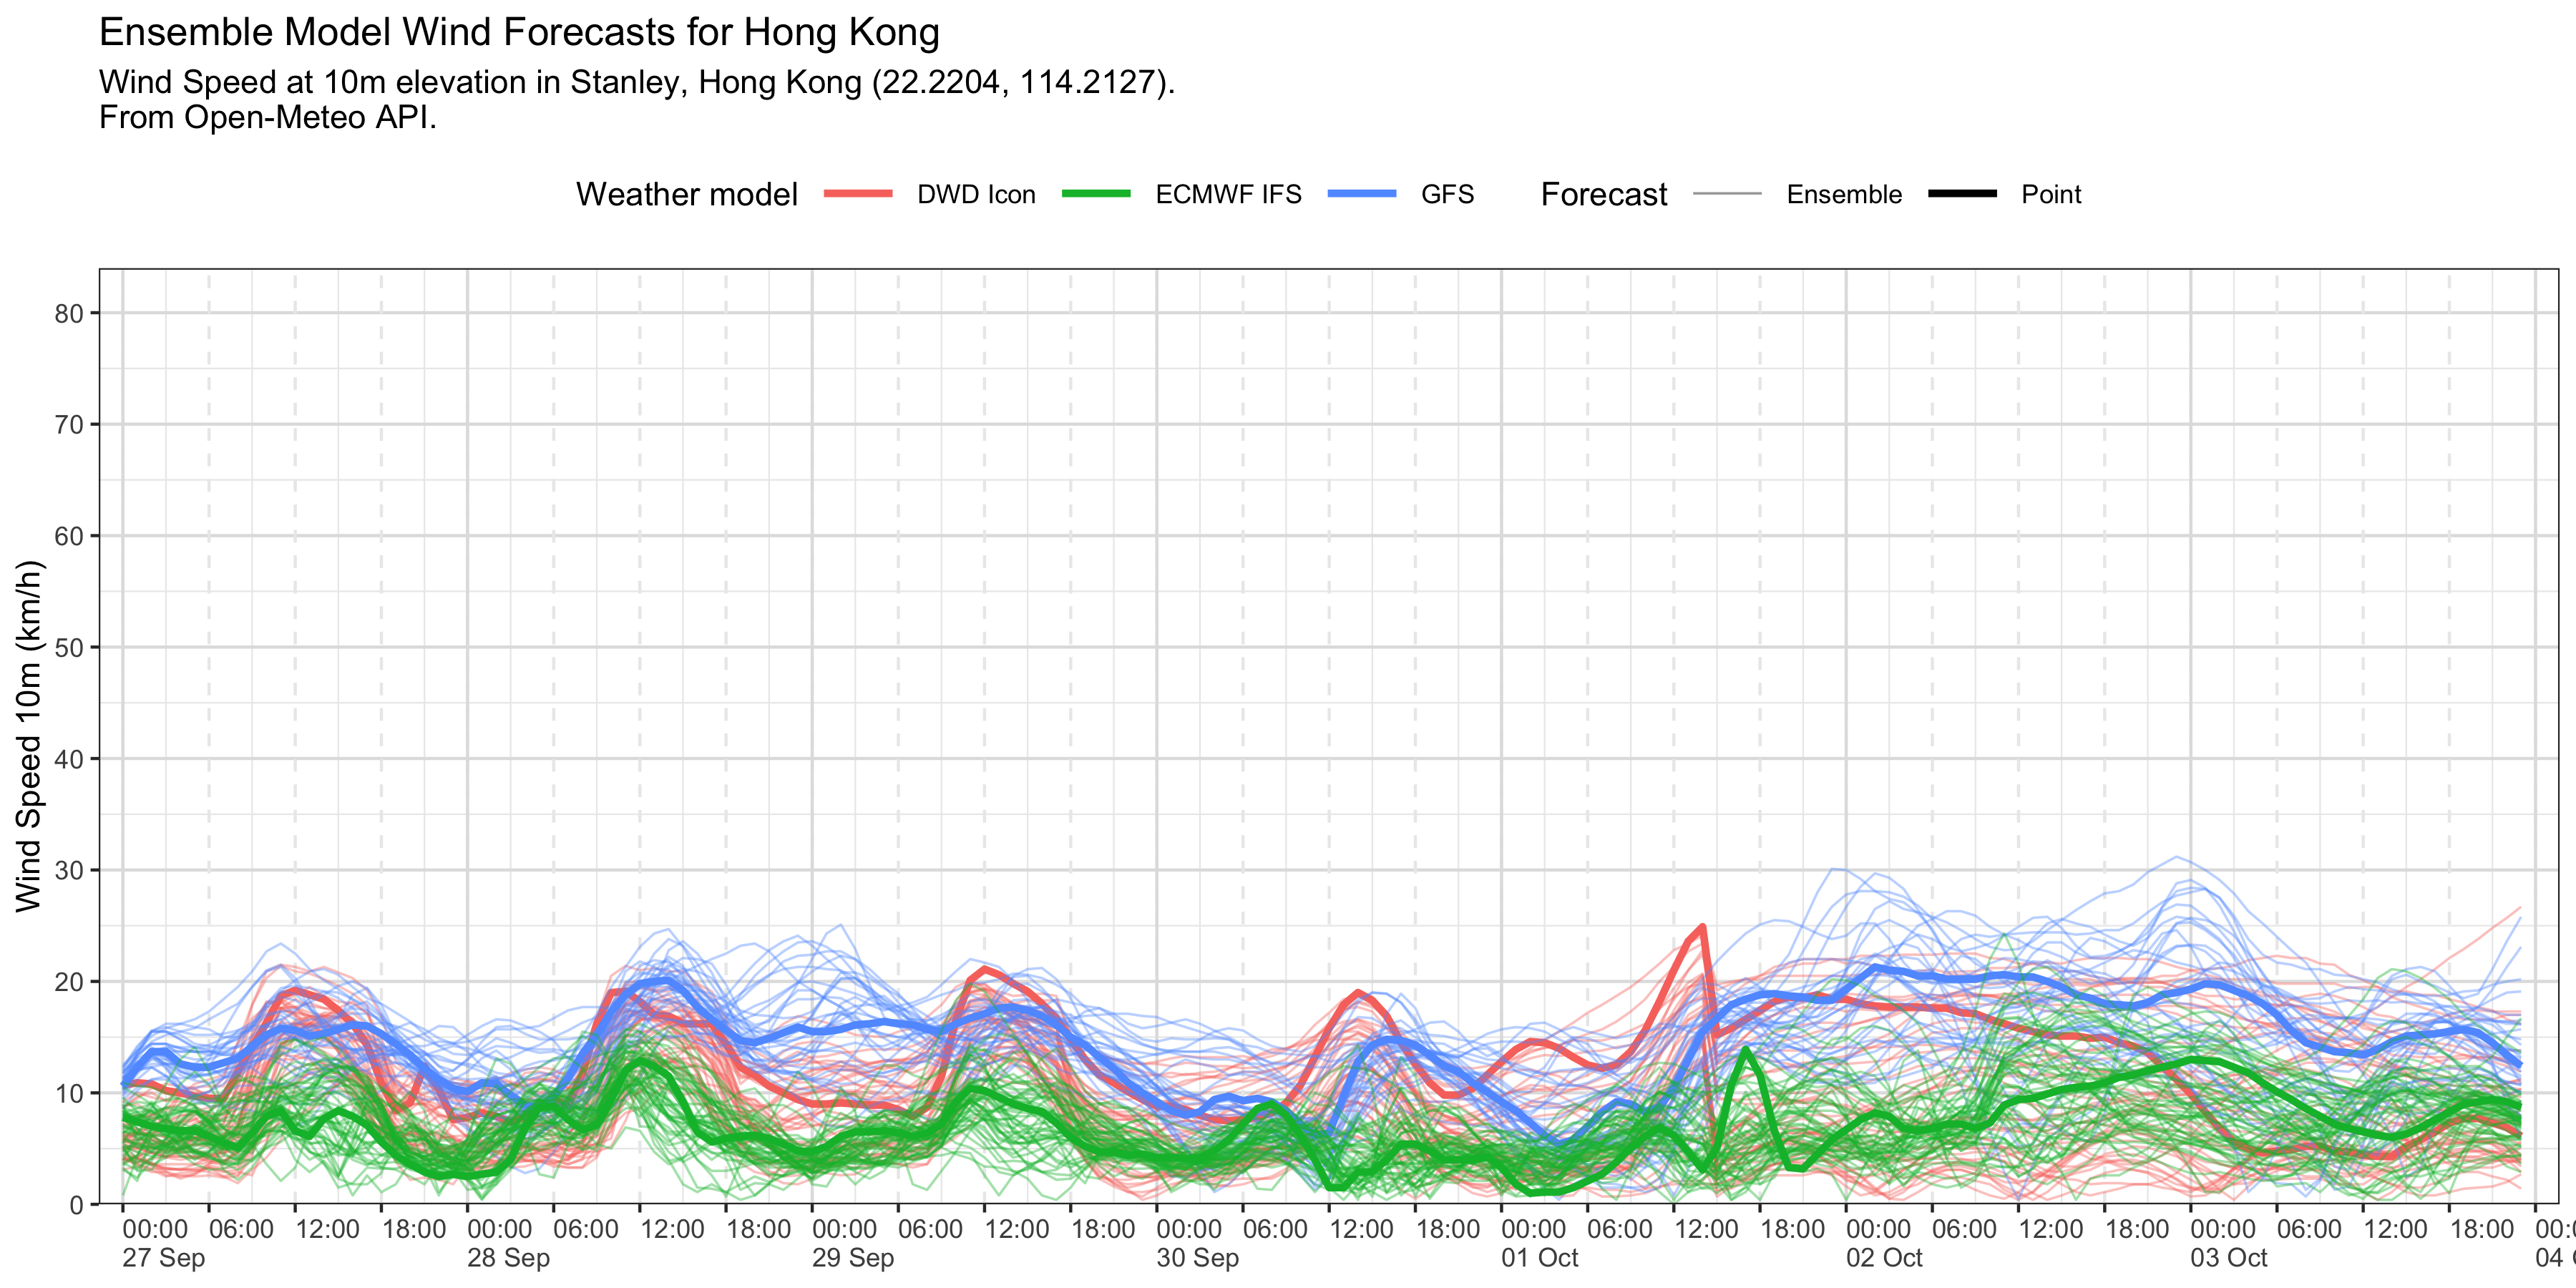 Ensemble Model Wind Forecasts for Hong Kong
Wind Speed at 10m elevation in Stanley, Hong Kong (22.2204, 114.2127).
From Open-Meteo API.
Weather model DWD Icon ECMWF IFS GFS Forecast Ensemble Point
Wind Speed 10m (km/h)
80
70
60
50
40
30
20
10
0
00:00 06:00 12:00 18:00 00:00 06:00 12:00 18:00 00:00 06:00 12:00 18:00 00:00 06:00 12:00 18:00 00:00 06:00 12:00 18:00 00:00 06:00 12:00 18:00 00:00 06:00 12:00 18:00
27 Sep 28 Sep 29 Sep 30 Sep 01 Oct 02 Oct 03 Oct 04